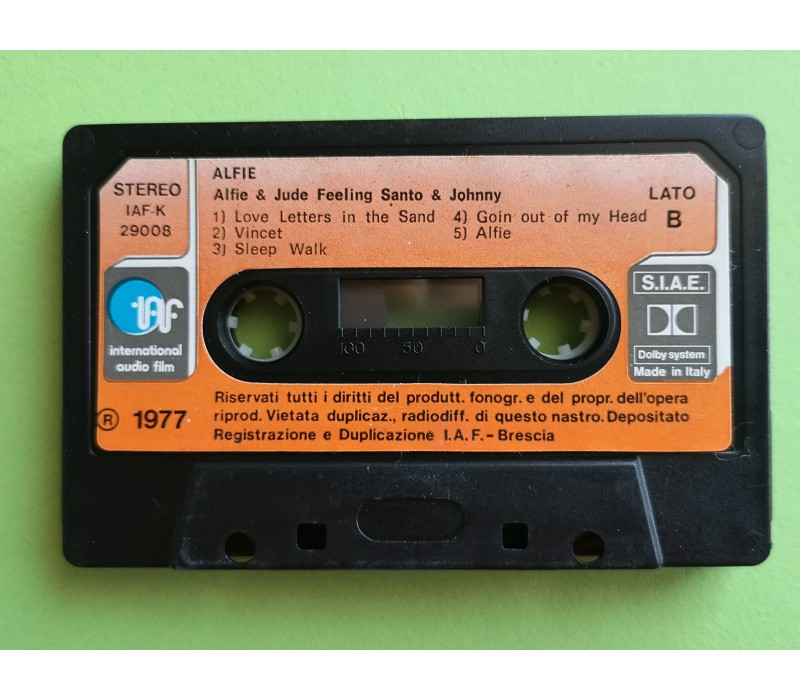 ALFIE
Alfie & Jude Feeling Santo & Johnny
1) Love Letters in the Sand 4) Goin out of my Head
2) Vincet 5) Alfie
3) Sleep Walk
STEREO
IAF-K
29008
LATO
B
iaf
international
audio film
S.I.A.E.
Dolby system
Made in Italy
100 50 0
Riservati tutti i diritti del produtt. fonogr. e del propr. dell'opera
riprod. Vietata duplicaz., radiodiff. di questo nastro. Depositato
Registrazione e Duplicazione I.A.F. - Brescia
® 1977